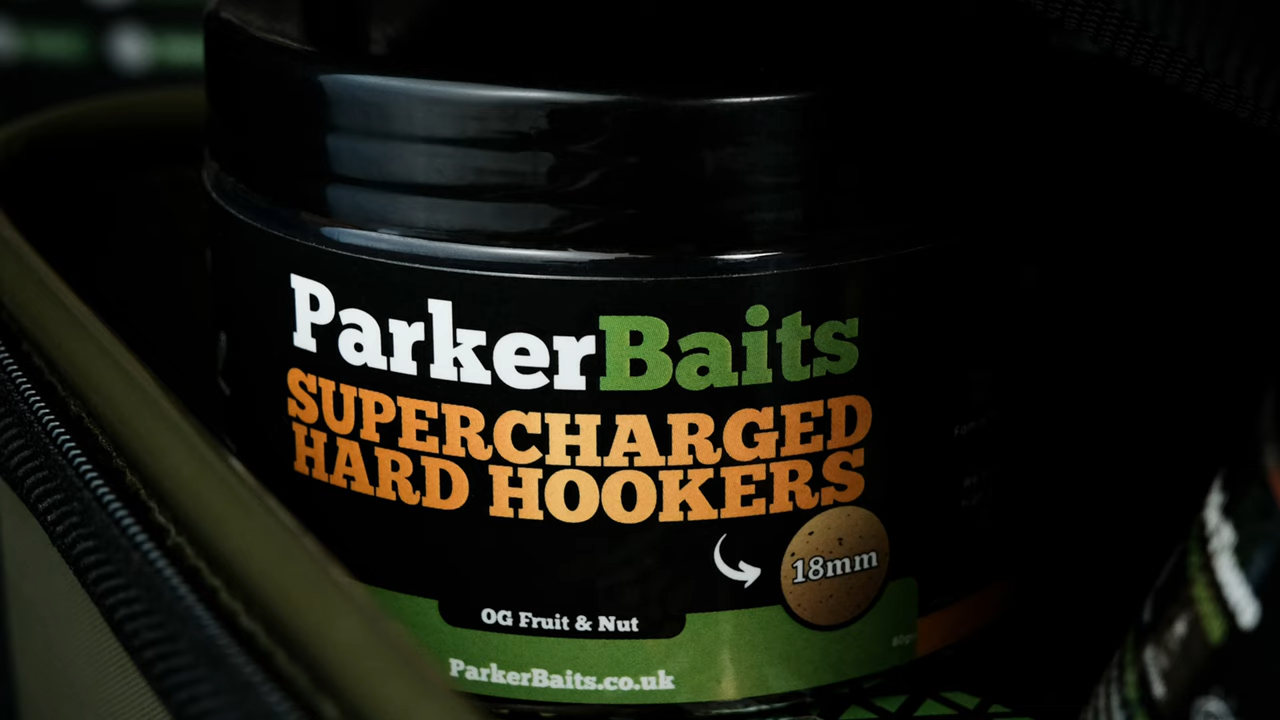 ParkerBaits
SUPERCHARGED
HARD HOOKERS
18mm
OG Fruit & Nut
ParkerBaits.co.uk